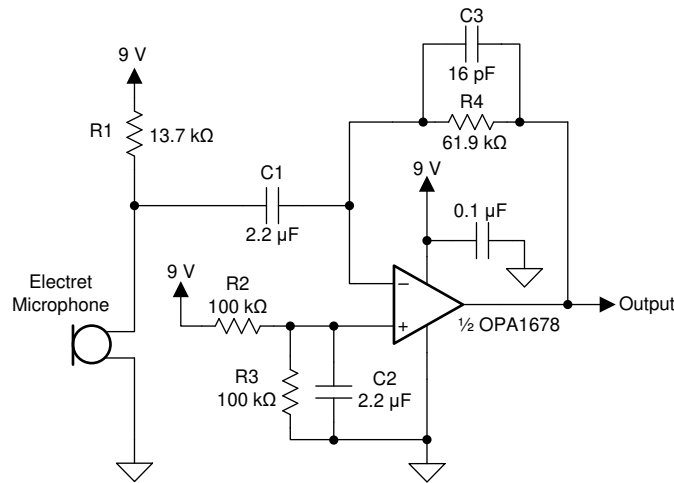 C3
16 pF
R4
61.9 kΩ
9 V
R1
13.7 kΩ
C1
2.2 µF
9 V
0.1 µF
Electret
Microphone
9 V
R2
100 kΩ
−
+
½ OPA1678
Output
R3
100 kΩ
C2
2.2 µF